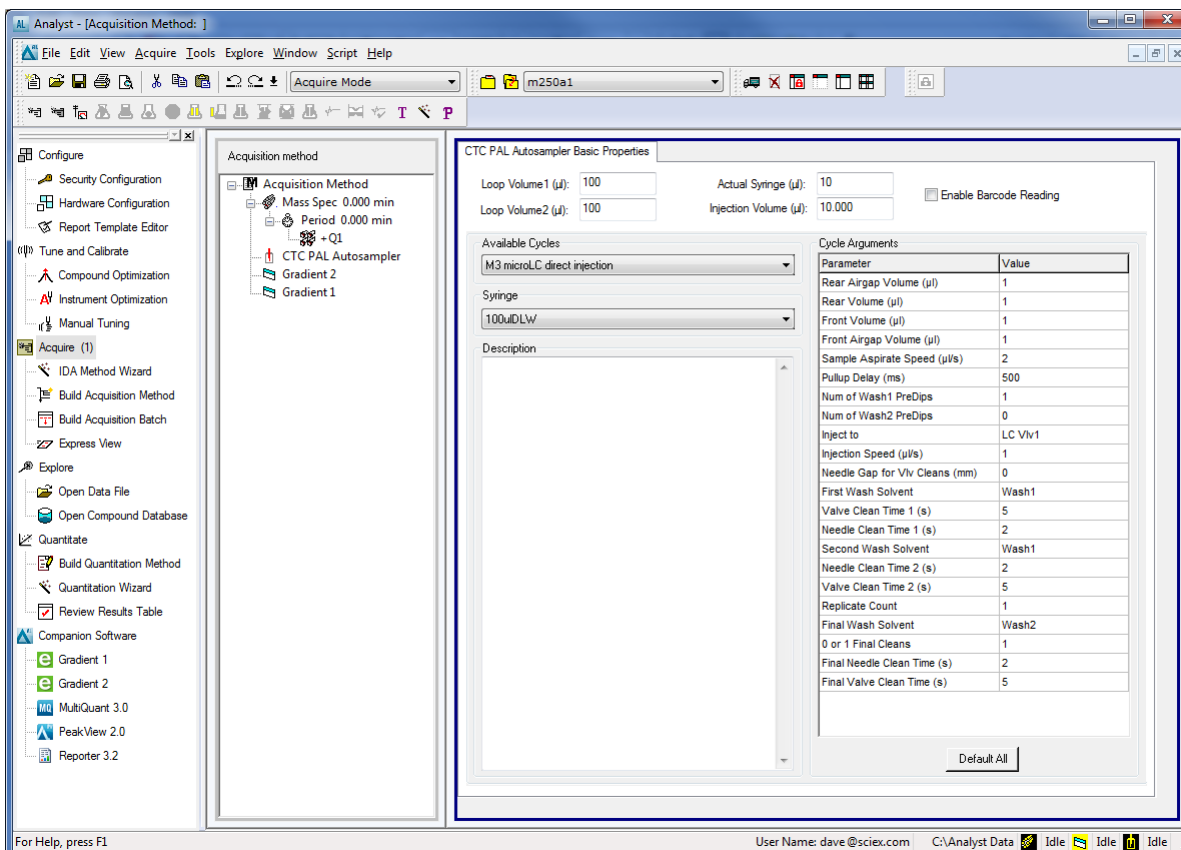 AL Analyst - [Acquisition Method: ]
File Edit View Acquire Tools Explore Window Script Help
Acquire Mode m250a1
T P
Configure
Security Configuration
Hardware Configuration
Report Template Editor
Tune and Calibrate
Compound Optimization
Instrument Optimization
Manual Tuning
Acquire (1)
IDA Method Wizard
Build Acquisition Method
Build Acquisition Batch
Express View
Explore
Open Data File
Open Compound Database
Quantitate
Build Quantitation Method
Quantitation Wizard
Review Results Table
Companion Software
Gradient 1
Gradient 2
MQ MultiQuant 3.0
PeakView 2.0
Reporter 3.2
Acquisition method
Acquisition Method
Mass Spec 0.000 min
Period 0.000 min
+Q1
CTC PAL Autosampler
Gradient 2
Gradient 1
CTC PAL Autosampler Basic Properties
Loop Volume1 (µl): 100 Actual Syringe (µl): 10
Enable Barcode Reading
Loop Volume2 (µl): 100 Injection Volume (µl): 10.000
Available Cycles
M3 microLC direct injection
Syringe
100ulDLW
Description
Cycle Arguments
Parameter Value
Rear Airgap Volume (µl) 1
Rear Volume (µl) 1
Front Volume (µl) 1
Front Airgap Volume (µl) 1
Sample Aspirate Speed (µl/s) 2
Pullup Delay (ms) 500
Num of Wash1 PreDips 1
Num of Wash2 PreDips 0
Inject to LC Vlv1
Injection Speed (µl/s) 1
Needle Gap for Vlv Cleans (mm) 0
First Wash Solvent Wash1
Valve Clean Time 1 (s) 5
Needle Clean Time 1 (s) 2
Second Wash Solvent Wash1
Needle Clean Time 2 (s) 2
Valve Clean Time 2 (s) 5
Replicate Count 1
Final Wash Solvent Wash2
0 or 1 Final Cleans 1
Final Needle Clean Time (s) 2
Final Valve Clean Time (s) 5
Default All
For Help, press F1 User Name: dave @sciex.com C:\Analyst Data Idle Idle Idle